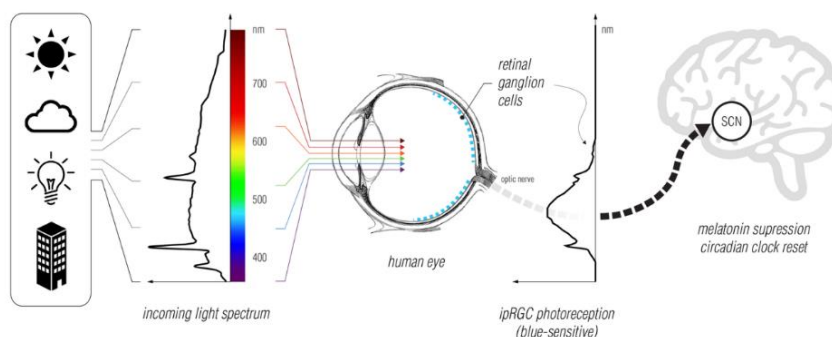 nm
700
600
500
400
incoming light spectrum
human eye
optic nerve
retinal
ganglion
cells
nm
ipRGC photoreception
(blue-sensitive)
SCN
melatonin supression
circadian clock reset